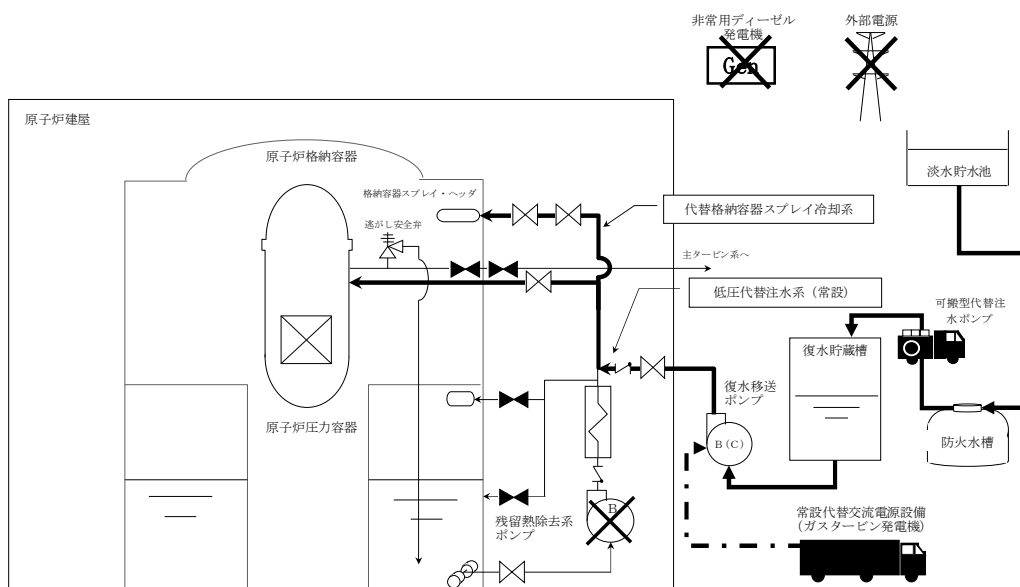 非常用ディーゼル
発電機
Gen
外部電源
原子炉建屋
原子炉格納容器
格納容器スプレイ・ヘッダ
逃がし安全弁
代替格納容器スプレイ冷却系
淡水貯水池
主タービン系へ
低圧代替注水系（常設）
可搬型代替注
水ポンプ
復水貯蔵槽
復水移送
ポンプ
原子炉圧力容器
B(C)
防火水槽
B
残留熱除去系
ポンプ
常設代替交流電源設備
（ガスタービン発電機）